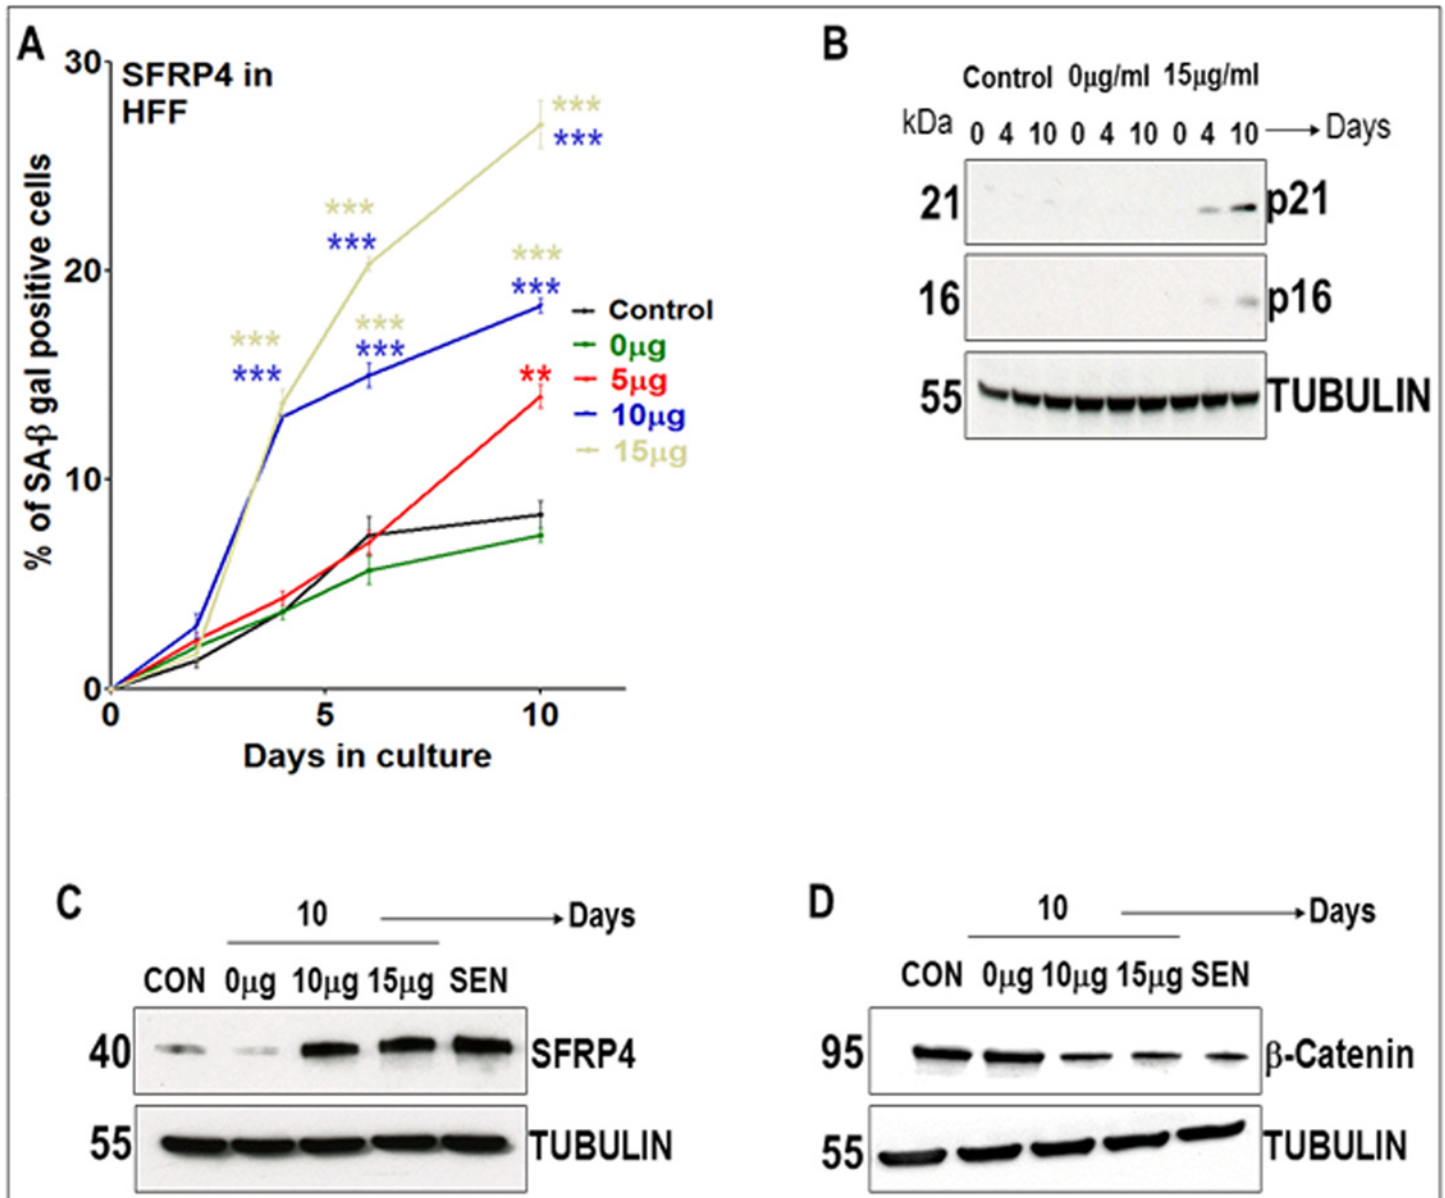 A
30
SFRP4 in
HFF
***
***
***
***
***
***
20
***
***
***
***
**
10
0
0 5 10
Days in culture
% of SA-β gal positive cells
Control
0μg
5μg
10μg
15μg
B
Control 0μg/ml 15μg/ml
kDa 0 4 10 0 4 10 0 4 10 Days
21 p21
16 p16
55 TUBULIN
C
10 Days
CON 0μg 10μg 15μg SEN
40 SFRP4
55 TUBULIN
D
10 Days
CON 0μg 10μg 15μg SEN
95 β-Catenin
55 TUBULIN